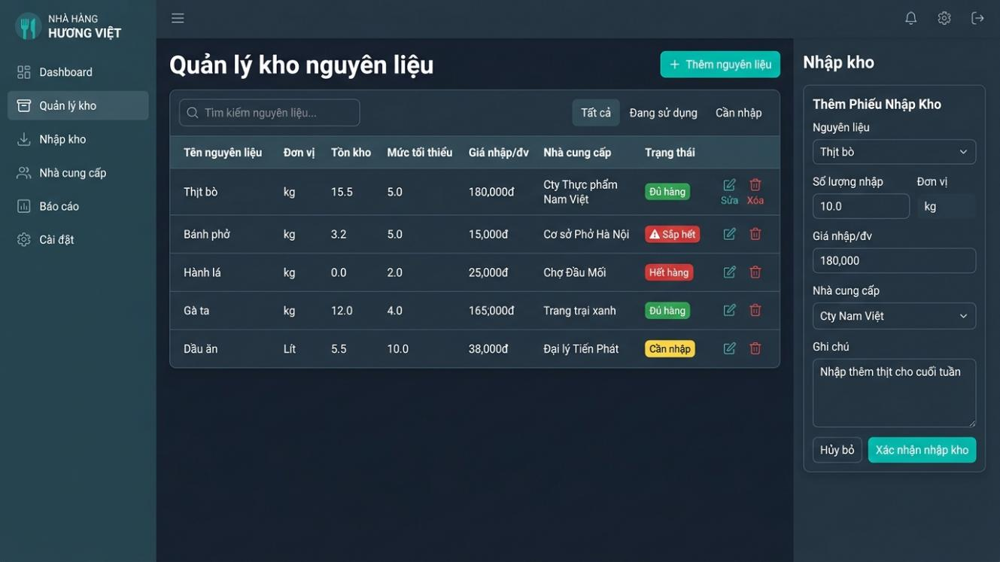 NHÀ HÀNG
HƯƠNG VIỆT
Dashboard
Quản lý kho
Nhập kho
Nhà cung cấp
Báo cáo
Cài đặt
Quản lý kho nguyên liệu
+ Thêm nguyên liệu
Tìm kiếm nguyên liệu...
Tất cả Đang sử dụng Cần nhập
Tên nguyên liệu Đơn vị Tồn kho Mức tối thiểu Giá nhập/đv Nhà cung cấp Trạng thái
Thịt bò kg 15.5 5.0 180,000đ Cty Thực phẩm Nam Việt Đủ hàng Sửa Xóa
Bánh phở kg 3.2 5.0 15,000đ Cơ sở Phở Hà Nội Sắp hết
Hành lá kg 0.0 2.0 25,000đ Chợ Đầu Mối Hết hàng
Gà ta kg 12.0 4.0 165,000đ Trang trại xanh Đủ hàng
Dầu ăn Lít 5.5 10.0 38,000đ Đại lý Tiến Phát Cần nhập
Nhập kho
Thêm Phiếu Nhập Kho
Nguyên liệu
Thịt bò
Số lượng nhập Đơn vị
10.0 kg
Giá nhập/đv
180,000
Nhà cung cấp
Cty Nam Việt
Ghi chú
Nhập thêm thịt cho cuối tuần
Hủy bỏ Xác nhận nhập kho